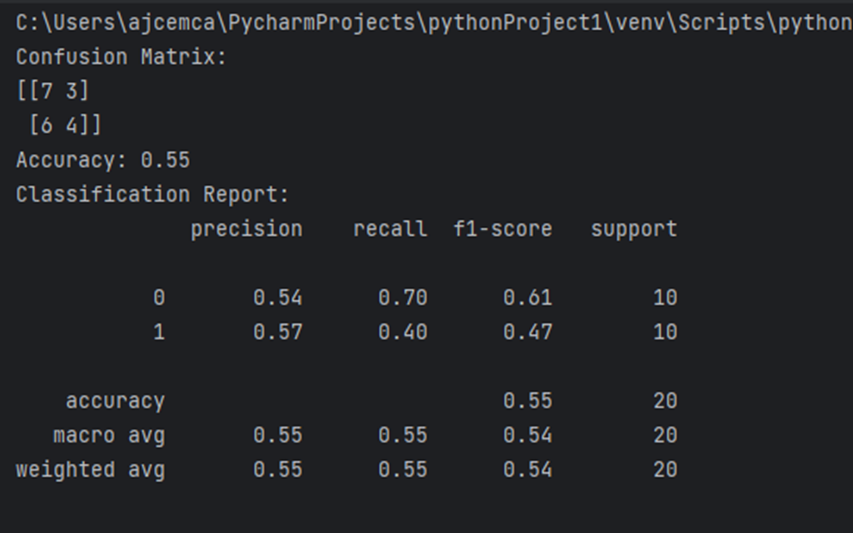 C:\Users\ajcemca\PycharmProjects\pythonProject1\venv\Scripts\python
Confusion Matrix:
[[7 3]
 [6 4]]
Accuracy: 0.55
Classification Report:
              precision    recall  f1-score   support

           0       0.54      0.70      0.61        10
           1       0.57      0.40      0.47        10

    accuracy                           0.55        20
   macro avg       0.55      0.55      0.54        20
weighted avg       0.55      0.55      0.54        20